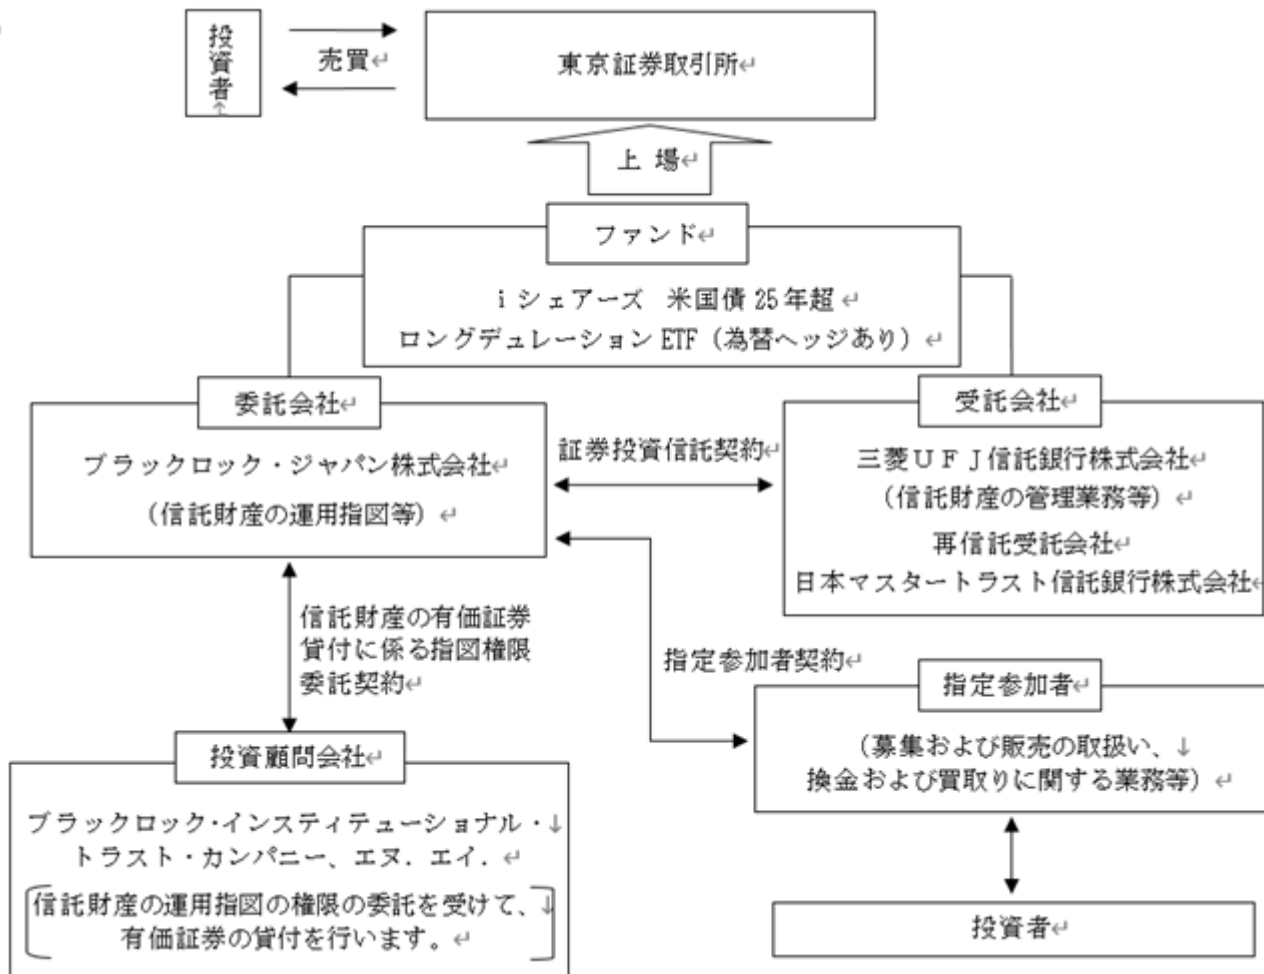 投資者
売買
東京証券取引所
上 場
ファンド
iシェアーズ 米国債25年超
ロングデュレーションETF（為替ヘッジあり）
委託会社
ブラックロック・ジャパン株式会社
（信託財産の運用指図等）
証券投資信託契約
受託会社
三菱ＵＦＪ信託銀行株式会社
（信託財産の管理業務等）
再信託受託会社
日本マスタートラスト信託銀行株式会社
信託財産の有価証券
貸付に係る指図権限
委託契約
指定参加者契約
指定参加者
（募集および販売の取扱い、
換金および買取りに関する業務等）
投資顧問会社
ブラックロック・インスティテューショナル・
トラスト・カンパニー、エヌ．エイ．
信託財産の運用指図の権限の委託を受けて、
有価証券の貸付を行います。
投資者